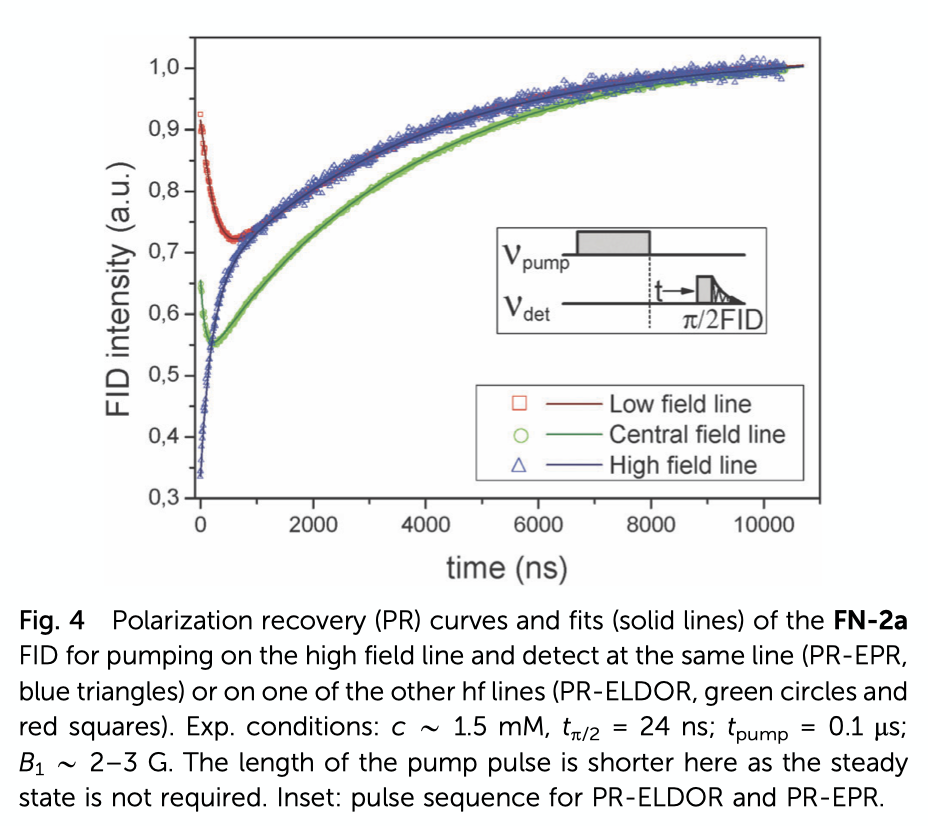 1,0
0,9
0,8
0,7
0,6
0,5
0,4
0,3
FID intensity (a.u.)
νpump
t
νdet
π/2FID
Low field line
Central field line
High field line
0 2000 4000 6000 8000 10000
time (ns)
Fig. 4 Polarization recovery (PR) curves and fits (solid lines) of the FN-2a
FID for pumping on the high field line and detect at the same line (PR-EPR,
blue triangles) or on one of the other hf lines (PR-ELDOR, green circles and
red squares). Exp. conditions: c ~ 1.5 mM, tπ/2 = 24 ns; tpump = 0.1 μs;
B1 ~ 2–3 G. The length of the pump pulse is shorter here as the steady
state is not required. Inset: pulse sequence for PR-ELDOR and PR-EPR.